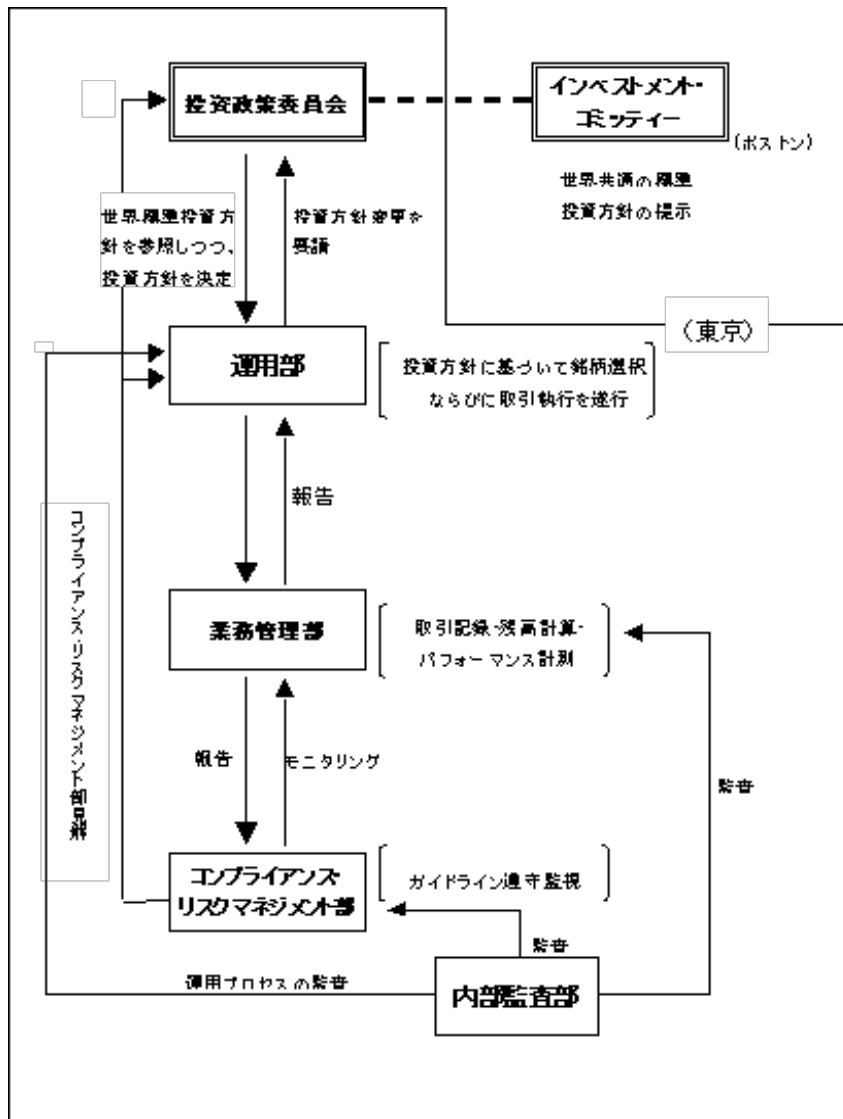 投資政策委員会
インベストメント・
コミッティー
(ボストン)
世界共通の標準
投資方針の提示
世界標準投資方
針を参照しつつ、
投資方針を決定
投資方針変更を
要請
(東京)
運用部
投資方針に基づいて銘柄選択
ならびに取引執行を遂行
報告
業務管理部
取引記録・残高計算・
パフォーマンス計測
コンプライアンス・リスクマネジメント部見解
報告
モニタリング
監査
コンプライアンス・
リスクマネジメント部
ガイドライン遵守監視
監査
運用プロセスの監査
内部監査部